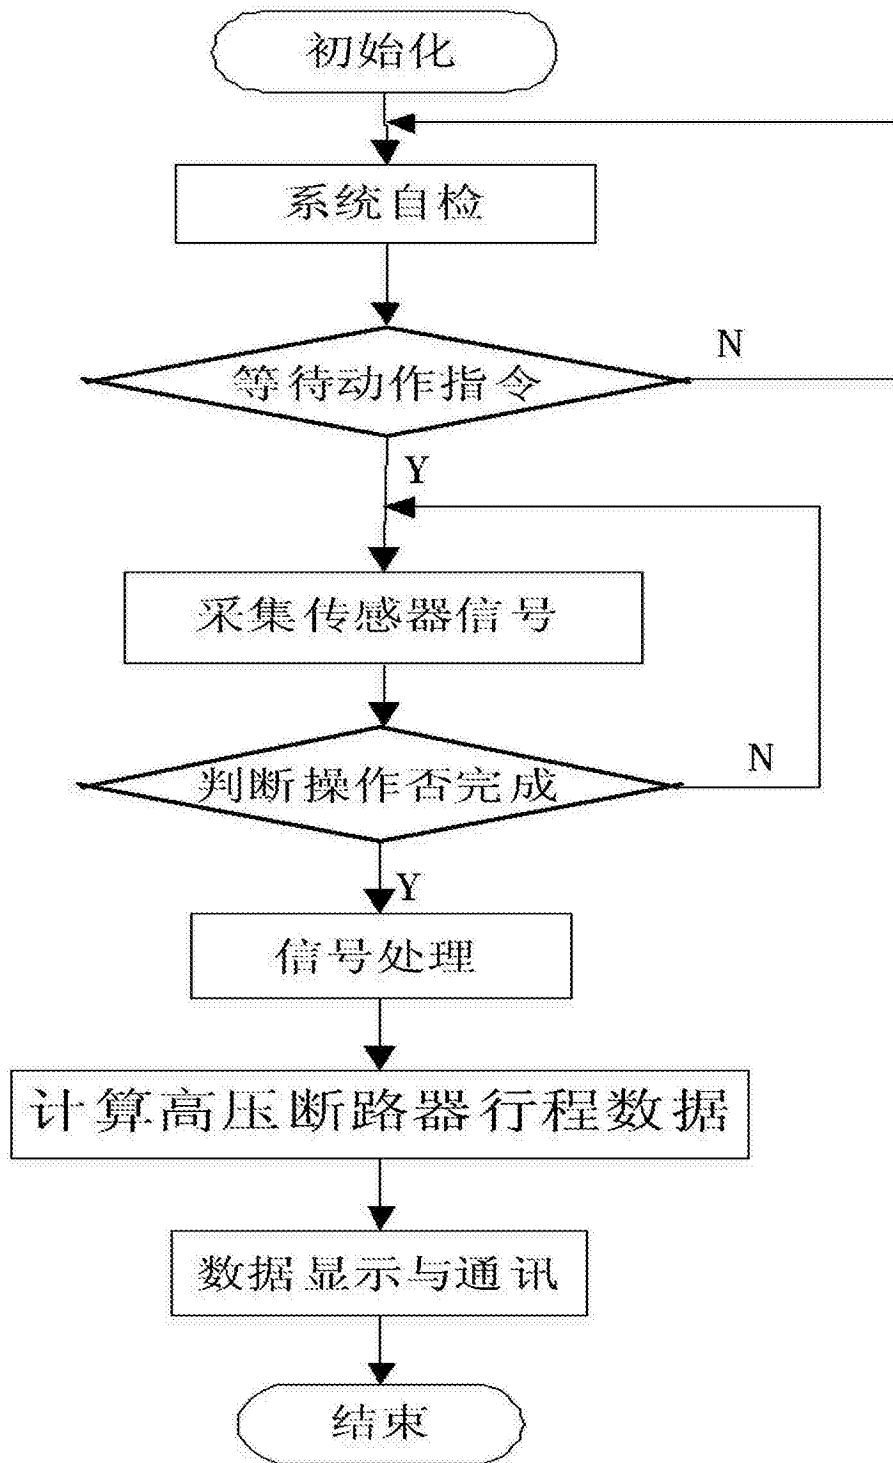 初始化
系统自检
等待动作指令
N
Y
采集传感器信号
判断操作否完成
N
Y
信号处理
计算高压断路器行程数据
数据显示与通讯
结束